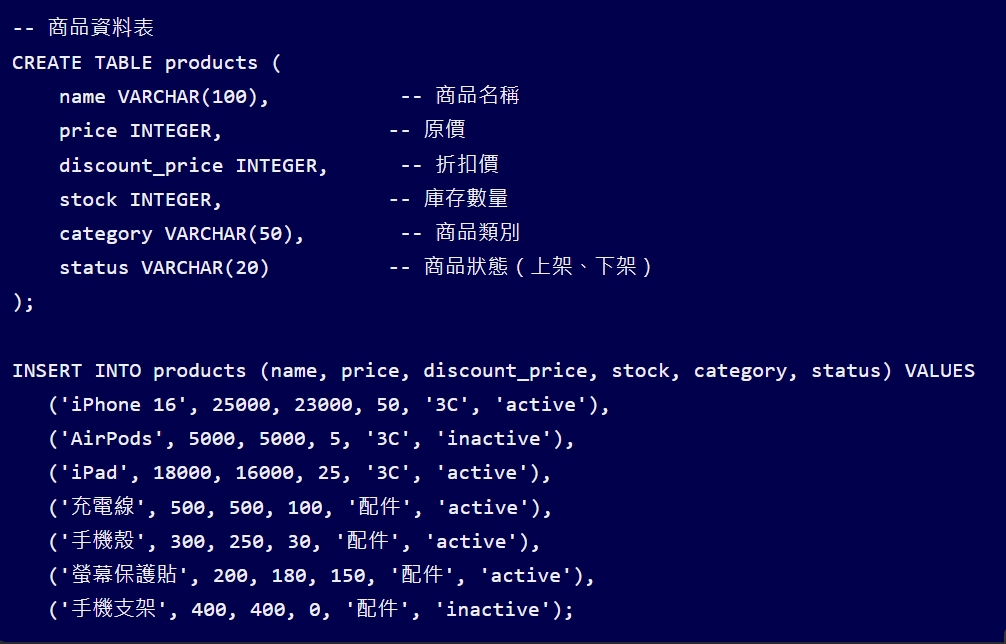 -- 商品資料表
CREATE TABLE products (
    name VARCHAR(100),           -- 商品名稱
    price INTEGER,              -- 原價
    discount_price INTEGER,      -- 折扣價
    stock INTEGER,              -- 庫存數量
    category VARCHAR(50),        -- 商品類別
    status VARCHAR(20)          -- 商品狀態（上架、下架）
);

INSERT INTO products (name, price, discount_price, stock, category, status) VALUES
   ('iPhone 16', 25000, 23000, 50, '3C', 'active'),
   ('AirPods', 5000, 5000, 5, '3C', 'inactive'),
   ('iPad', 18000, 16000, 25, '3C', 'active'),
   ('充電線', 500, 500, 100, '配件', 'active'),
   ('手機殼', 300, 250, 30, '配件', 'active'),
   ('螢幕保護貼', 200, 180, 150, '配件', 'active'),
   ('手機支架', 400, 400, 0, '配件', 'inactive');